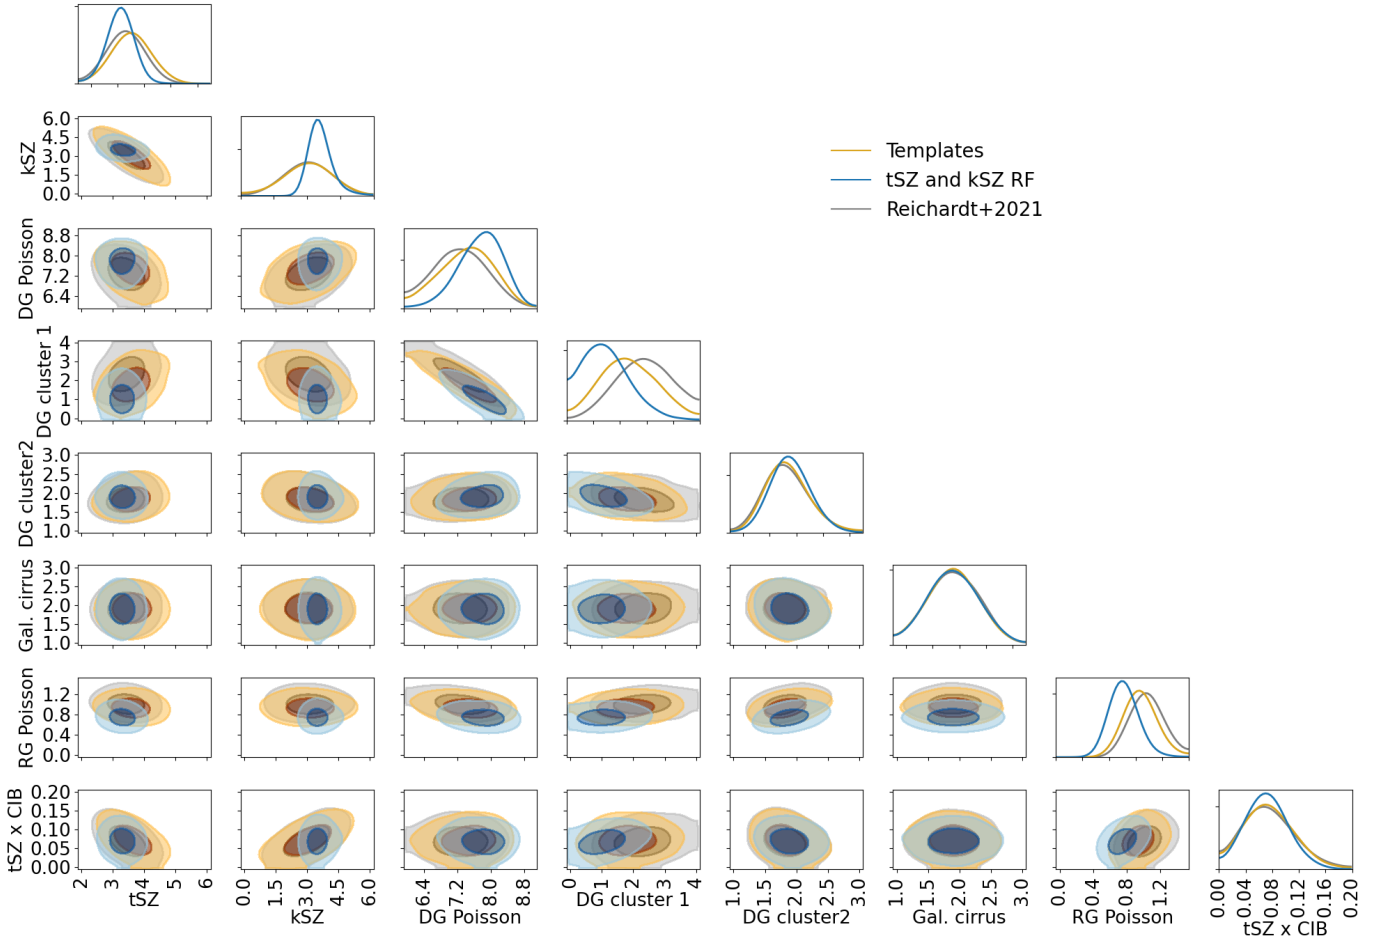 Templates
tSZ and kSZ RF
Reichardt+2021
kSZ
6.0
4.5
3.0
1.5
0.0
DG Poisson
8.8
8.0
7.2
6.4
DG cluster 1
4
3
2
1
0
DG cluster2
3.0
2.5
2.0
1.5
1.0
Gal. cirrus
3.0
2.5
2.0
1.5
1.0
RG Poisson
1.2
0.8
0.4
0.0
tSZ x CIB
0.20
0.15
0.10
0.05
0.00
2 3 4 5 6
tSZ
0.0 1.5 3.0 4.5 6.0
kSZ
6.4 7.2 8.0 8.8
DG Poisson
0 1 2 3 4
DG cluster 1
1.0 1.5 2.0 2.5 3.0
DG cluster2
1.0 1.5 2.0 2.5 3.0
Gal. cirrus
0.0 0.4 0.8 1.2
RG Poisson
0.00 0.04 0.08 0.12 0.16 0.20
tSZ x CIB